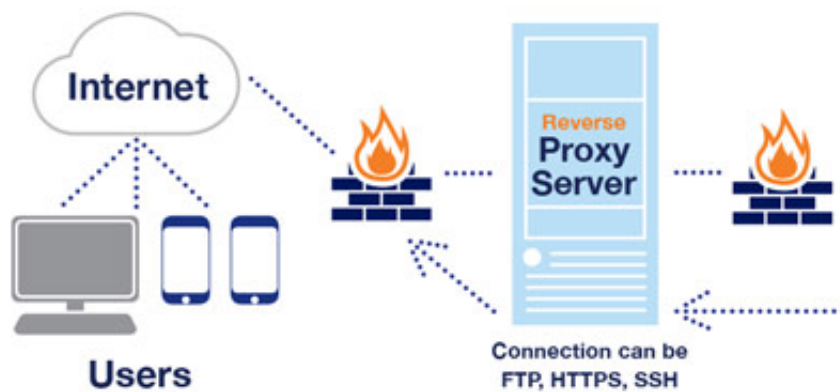 Internet
Users
Reverse
Proxy
Server
Connection can be
FTP, HTTPS, SSH